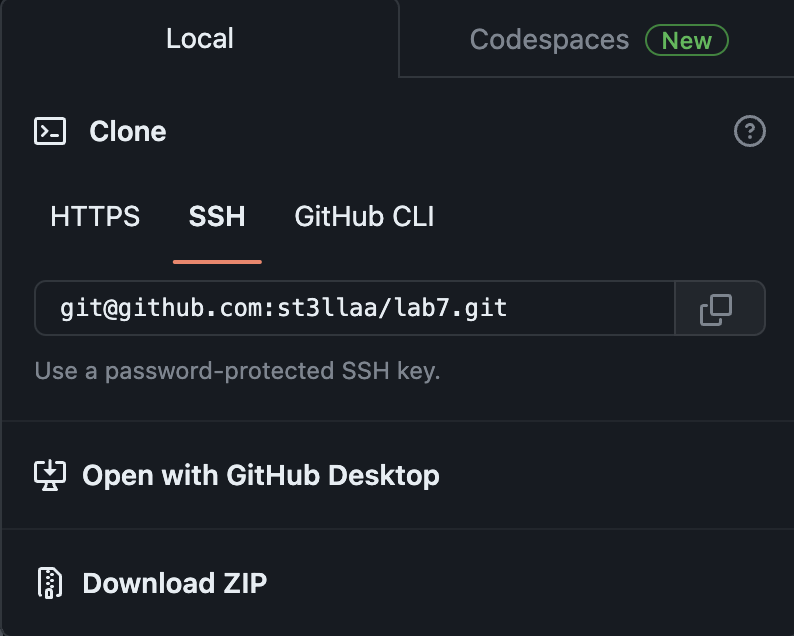 Local
Codespaces New
Clone
HTTPS SSH GitHub CLI
git@github.com:st3llaa/lab7.git
Use a password-protected SSH key.
Open with GitHub Desktop
Download ZIP